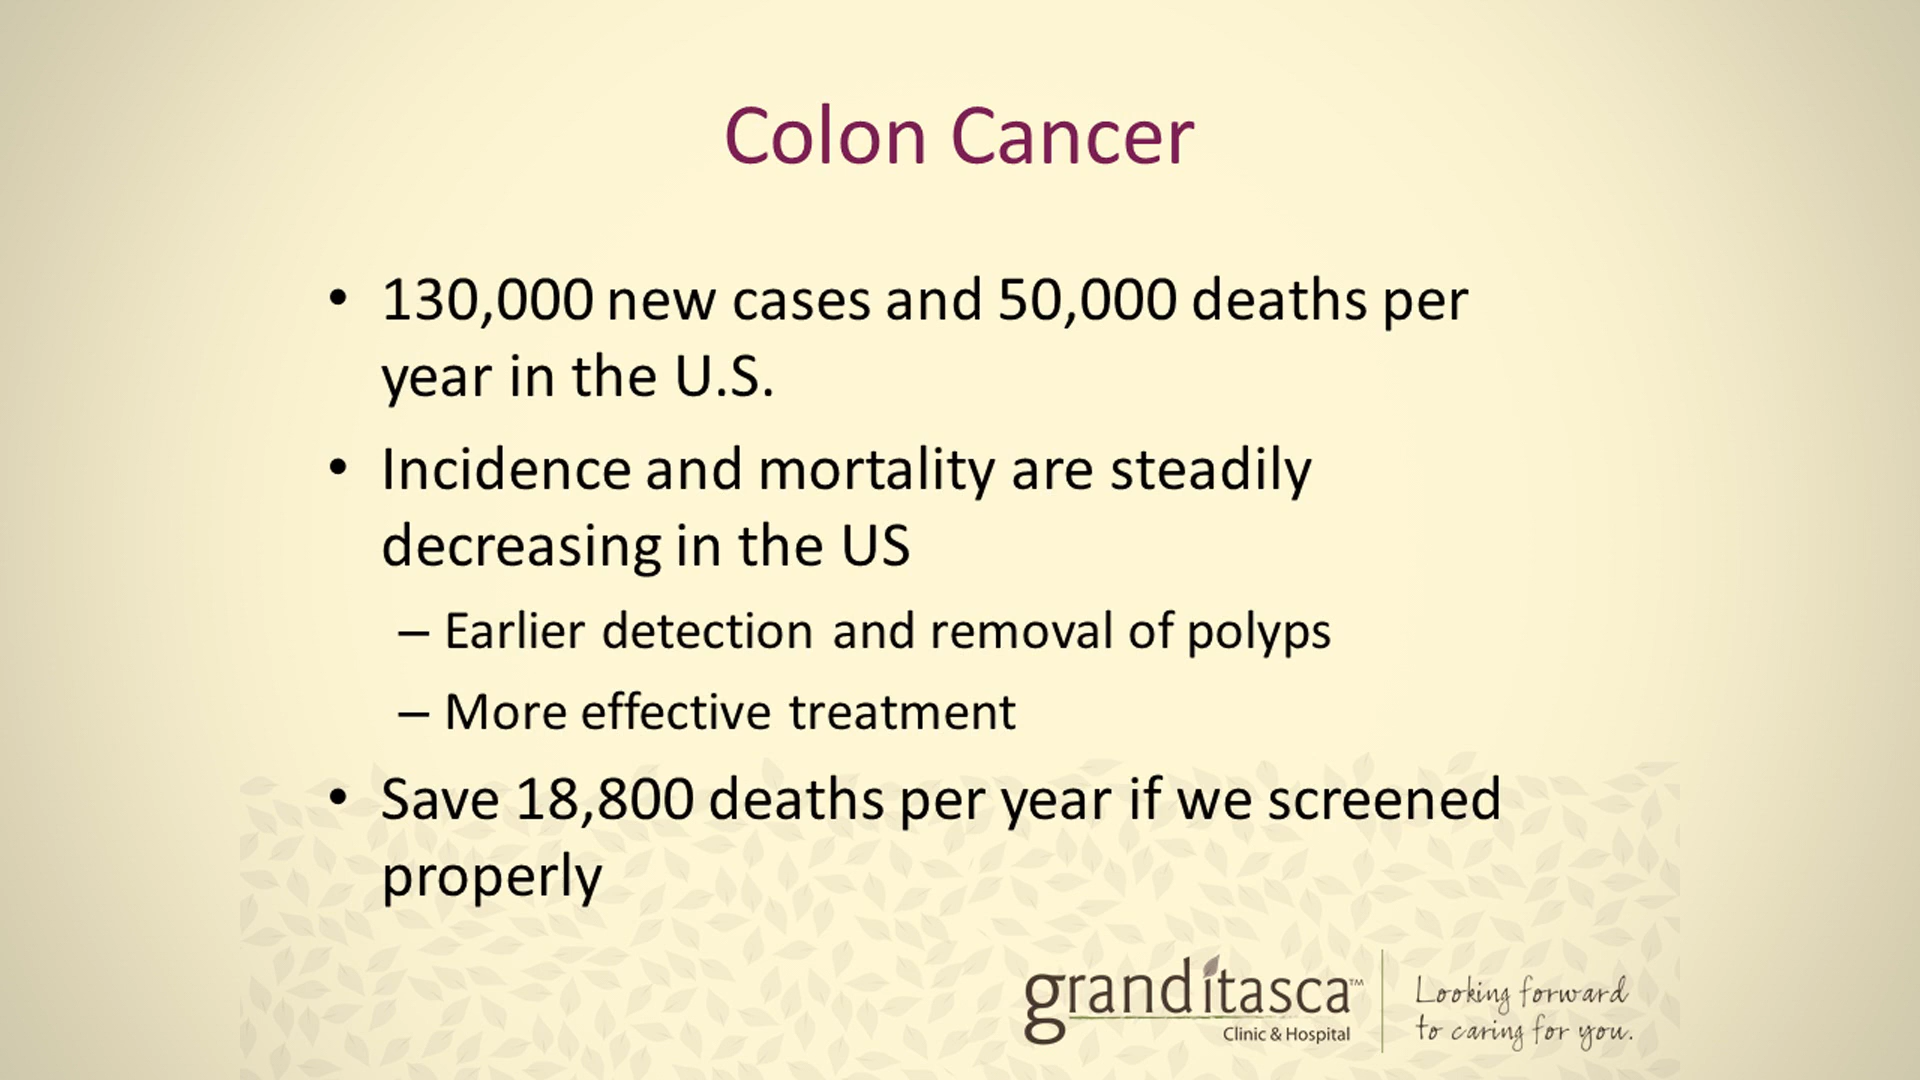 Colon Cancer
• 130,000 new cases and 50,000 deaths per
year in the U.S.
• Incidence and mortality are steadily
decreasing in the US
– Earlier detection and removal of polyps
– More effective treatment
• Save 18,800 deaths per year if we screened
properly
granditasca™
Clinic & Hospital
Looking forward
to caring for you.